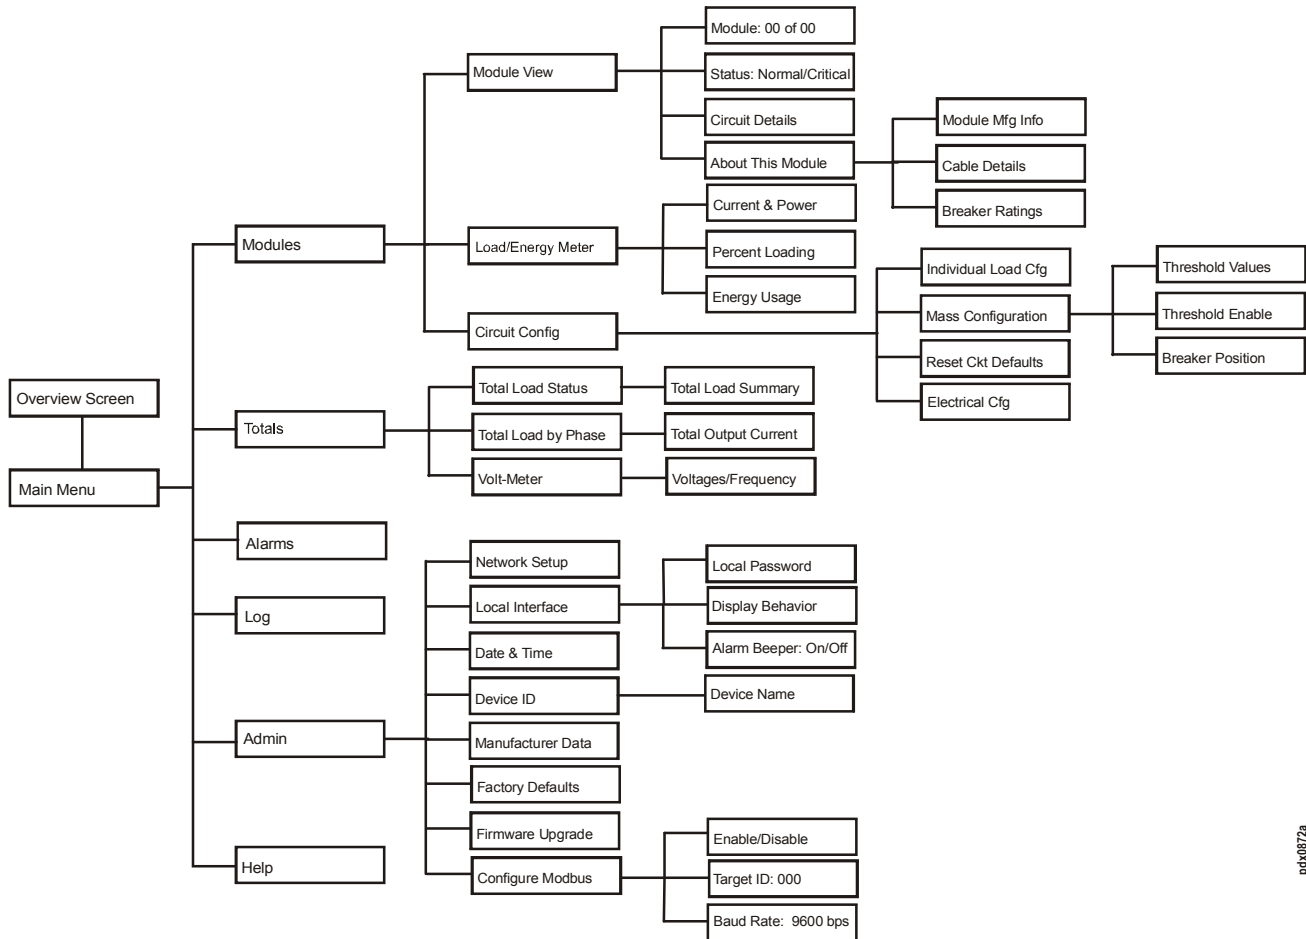 Module: 00 of 00
Module View
Status: Normal/Critical
Circuit Details
Module Mfg Info
About This Module
Cable Details
Current & Power
Breaker Ratings
Modules
Load/Energy Meter
Percent Loading
Individual Load Cfg
Threshold Values
Energy Usage
Mass Configuration
Threshold Enable
Circuit Config
Reset Ckt Defaults
Breaker Position
Overview Screen
Total Load Status
Total Load Summary
Electrical Cfg
Totals
Total Load by Phase
Total Output Current
Main Menu
Volt-Meter
Voltages/Frequency
Alarms
Network Setup
Local Password
Log
Local Interface
Display Behavior
Date & Time
Alarm Beeper: On/Off
Device ID
Device Name
Admin
Manufacturer Data
Factory Defaults
Firmware Upgrade
Enable/Disable
Help
Configure Modbus
Target ID: 000
Baud Rate:  9600 bps
pdx0872a